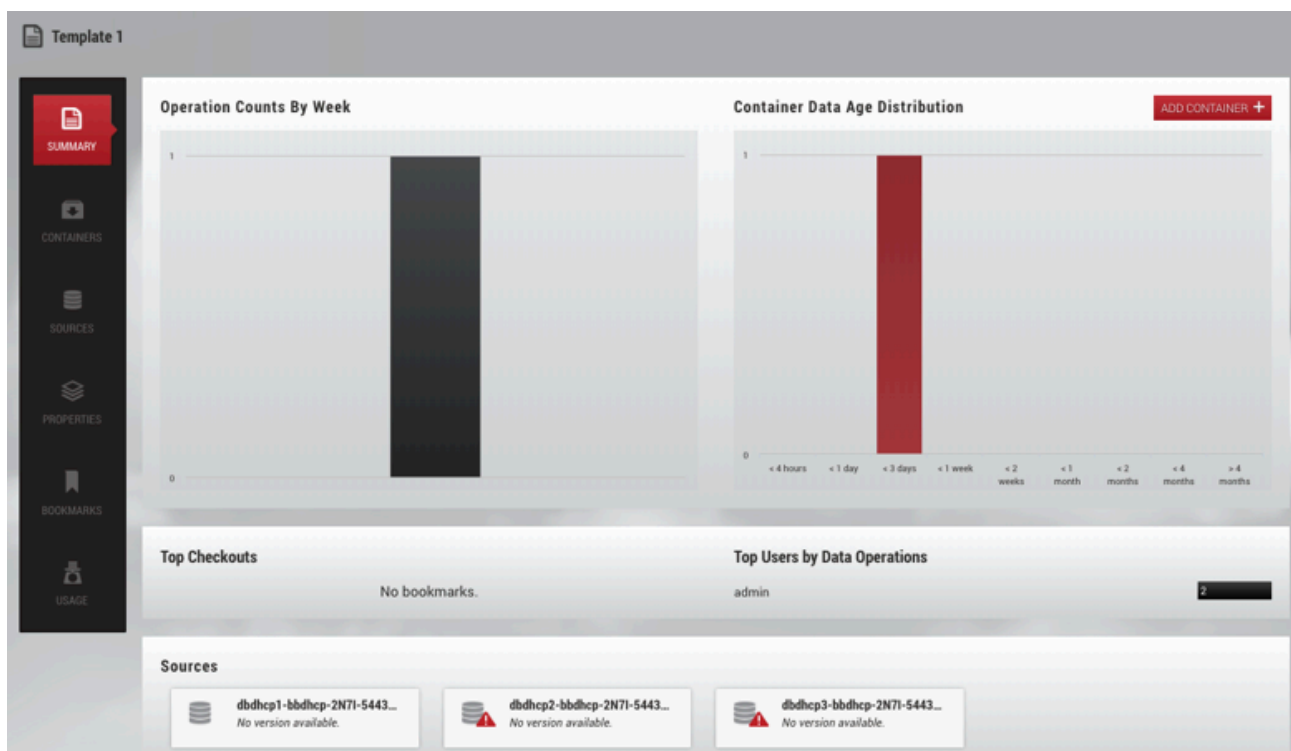 Template 1
SUMMARY
CONTAINERS
SOURCES
PROPERTIES
BOOKMARKS
USAGE
Operation Counts By Week
1
0
Container Data Age Distribution
ADD CONTAINER +
1
0
< 4 hours
< 1 day
< 3 days
< 1 week
< 2
weeks
< 1
month
< 2
months
< 4
months
> 4
months
Top Checkouts
No bookmarks.
Top Users by Data Operations
admin
2
Sources
dbdhcp1-bbdhcp-2N7I-5443...
No version available.
dbdhcp2-bbdhcp-2N7I-5443...
No version available.
dbdhcp3-bbdhcp-2N7I-5443...
No version available.